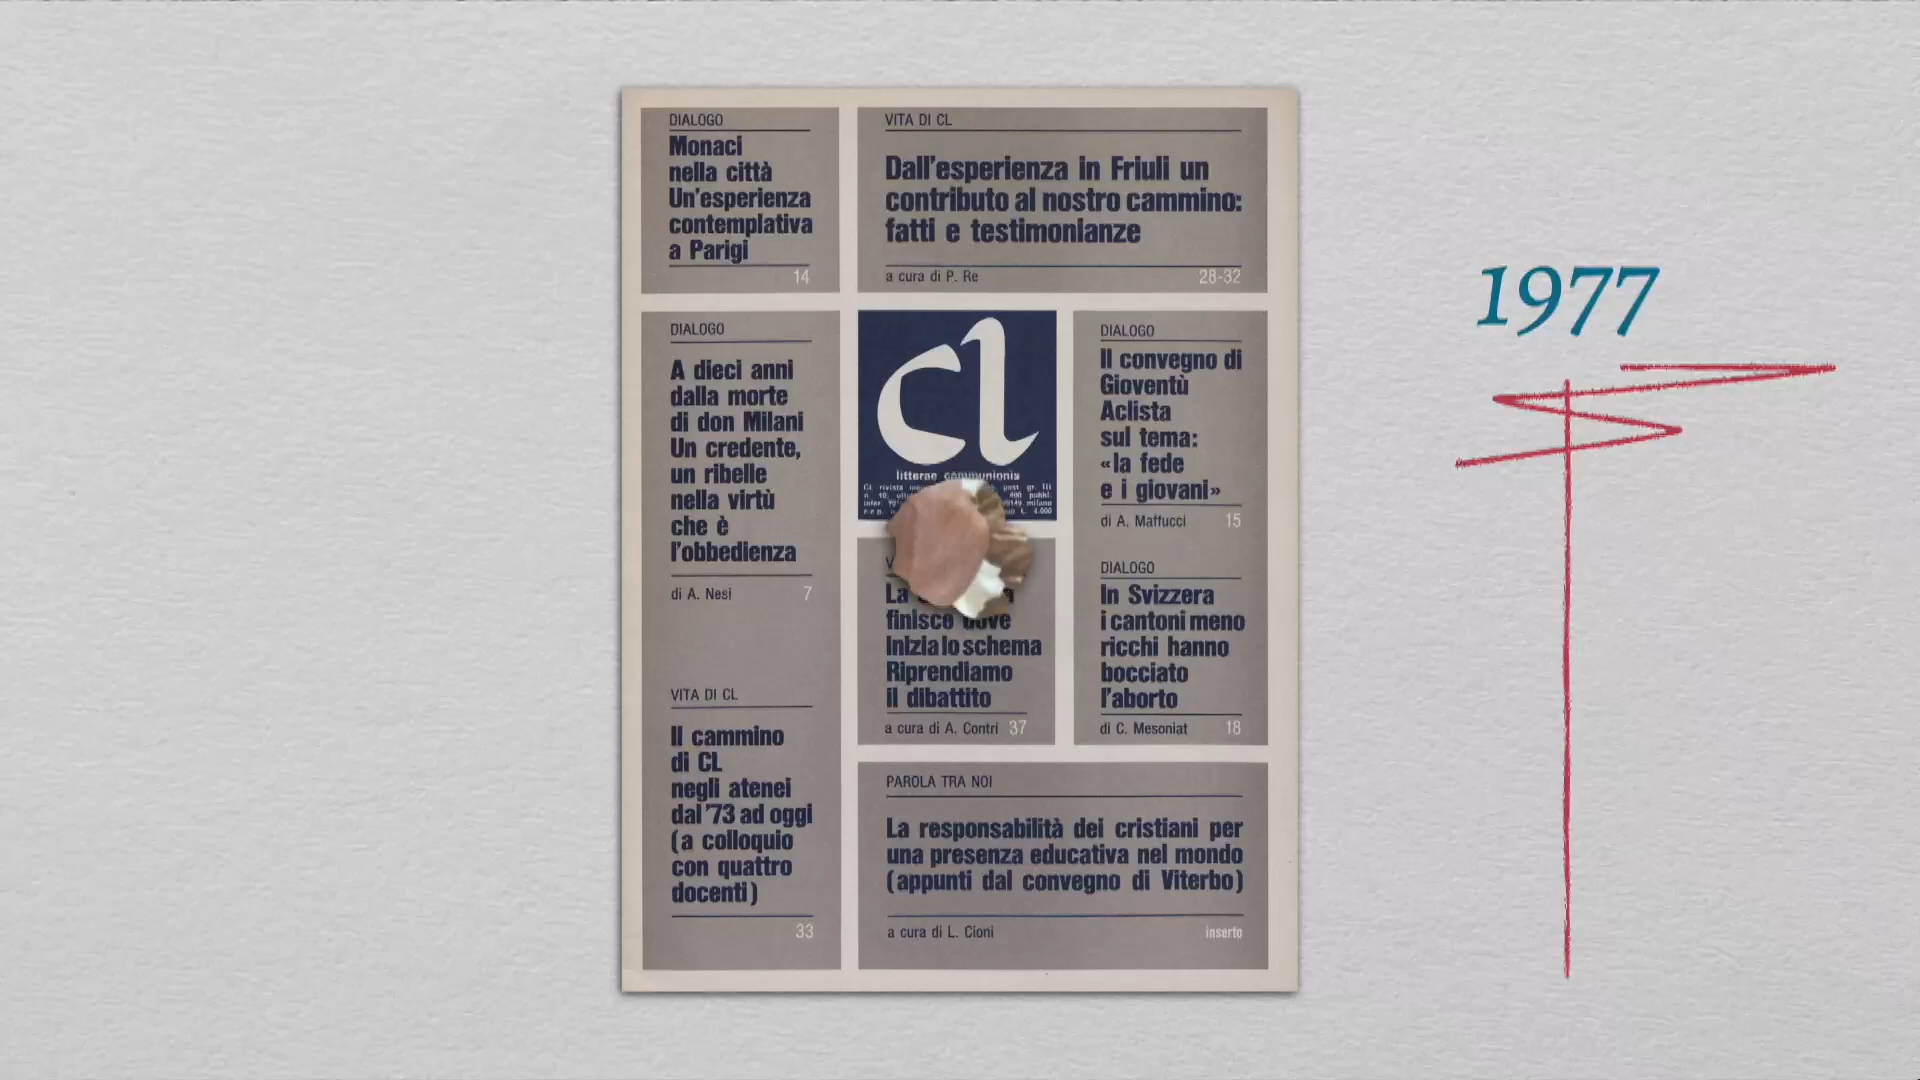 DIALOGO
Monaci
nella città
Un'esperienza
contemplativa
a Parigi
14
VITA DI CL
Dall'esperienza in Friuli un
contributo al nostro cammino:
fatti e testimonianze
a cura di P. Re 28-32
DIALOGO
A dieci anni
dalla morte
di don Milani
Un credente,
un ribelle
nella virtù
che è
l'obbedienza
di A. Nesi 7
VITA DI CL
Il cammino
di CL
negli atenei
dal '73 ad oggi
(a colloquio
con quattro
docenti)
33
cl
litterae communionis
La
finisce dove
inizia lo schema
Riprendiamo
il dibattito
a cura di A. Contri 37
DIALOGO
Il convegno di
Gioventù
Aclista
sul tema:
«la fede
e i giovani»
di A. Maffucci 15
DIALOGO
In Svizzera
i cantoni meno
ricchi hanno
bocciato
l'aborto
di C. Mesoniat 18
PAROLA TRA NOI
La responsabilità dei cristiani per
una presenza educativa nel mondo
(appunti dal convegno di Viterbo)
a cura di L. Cioni inserto
1977